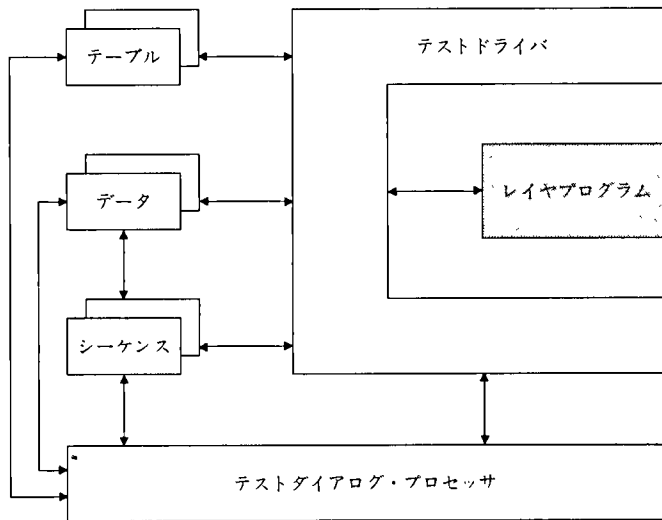 テーブル
テストドライバ
データ
レイヤプログラム
シーケンス
テストダイアログ・プロセッサ